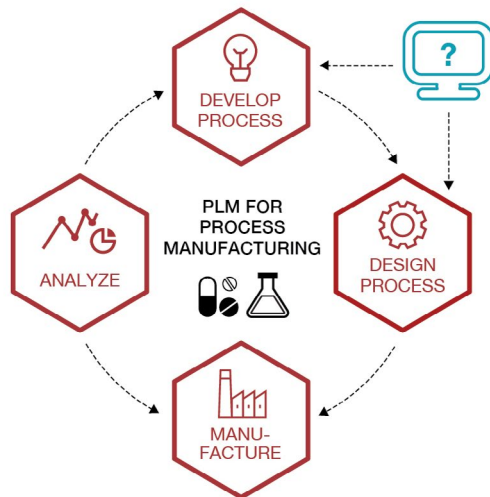 ?
DEVELOP
PROCESS
PLM FOR
PROCESS
MANUFACTURING
ANALYZE
DESIGN
PROCESS
MANU-
FACTURE